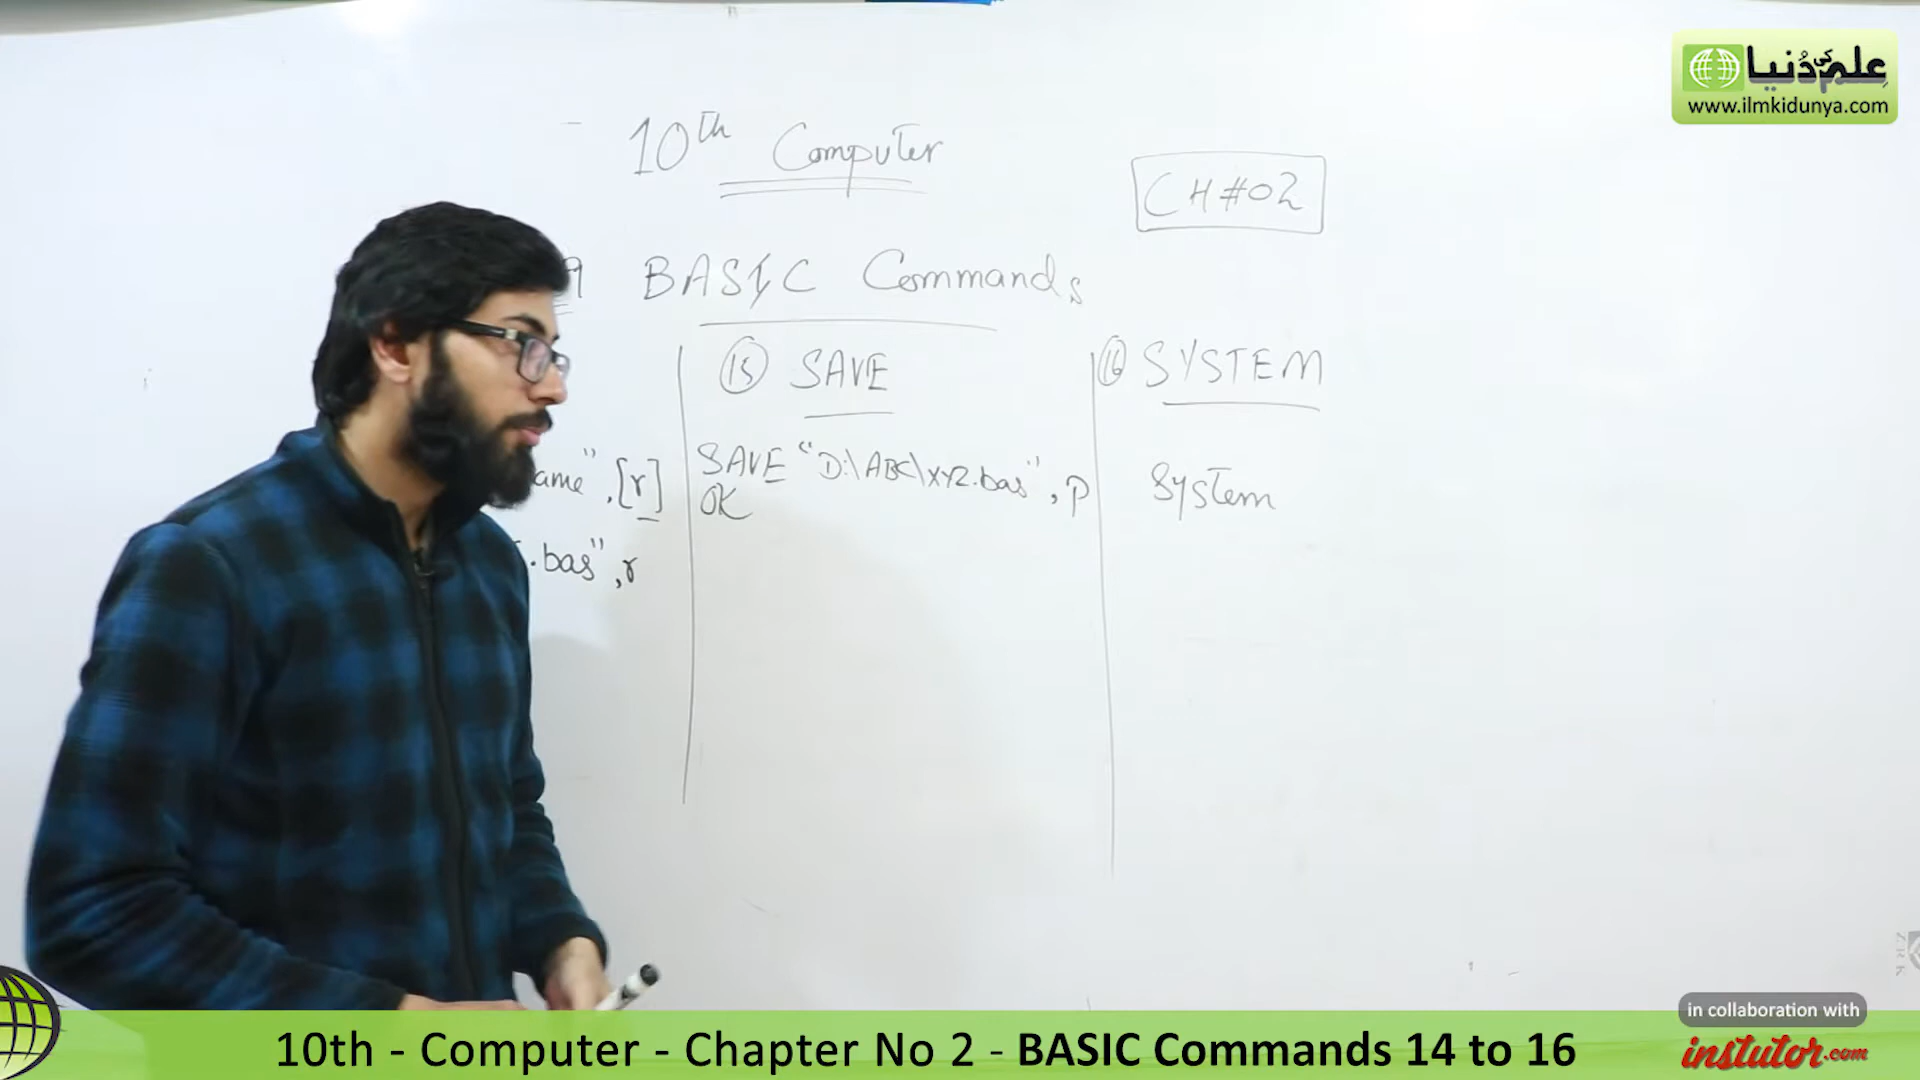 علم کی دنیا
www.ilmkidunya.com
10th Computer
CH#02
9 BASIC Commands
15 SAVE
16 SYSTEM
ame",[r]
SAVE "D:\ABC\XYZ.bas", p
OK
System
.bas",r
in collaboration with
10th - Computer - Chapter No 2 - BASIC Commands 14 to 16
instutor.com